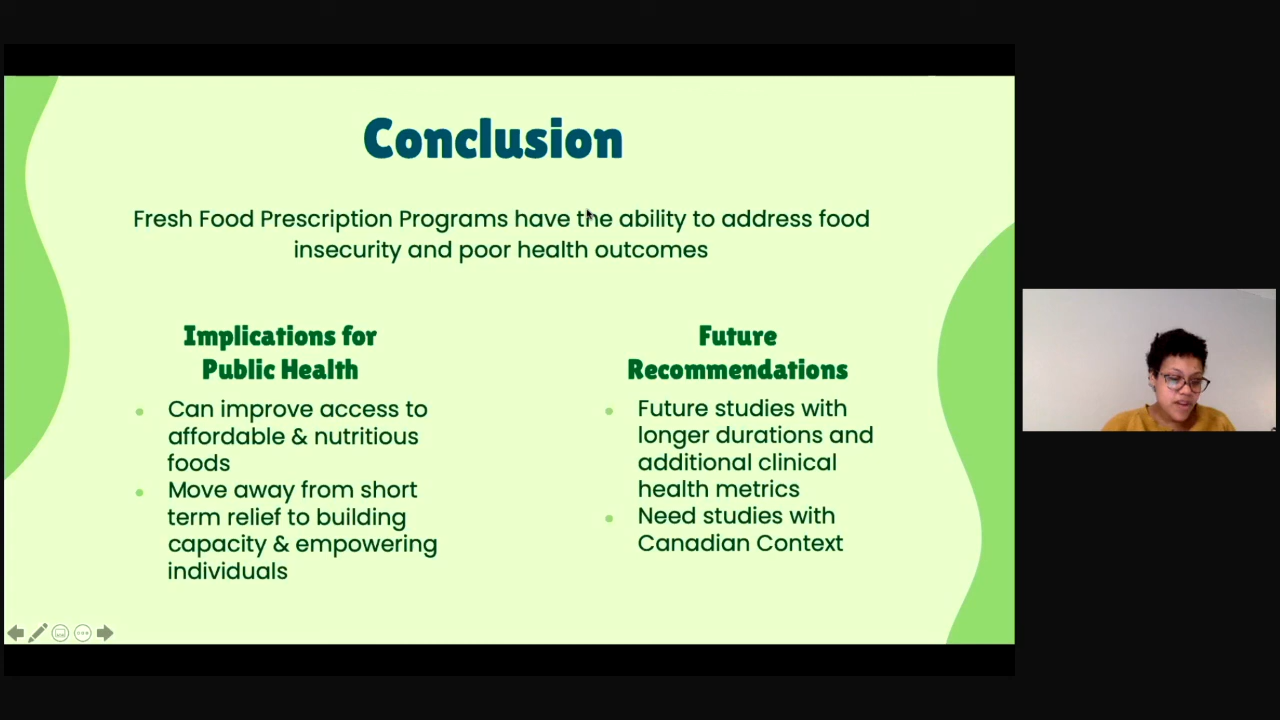 Conclusion
Fresh Food Prescription Programs have the ability to address food
insecurity and poor health outcomes
Implications for
Public Health
Can improve access to
affordable & nutritious
foods
Move away from short
term relief to building
capacity & empowering
individuals
Future
Recommendations
Future studies with
longer durations and
additional clinical
health metrics
Need studies with
Canadian Context